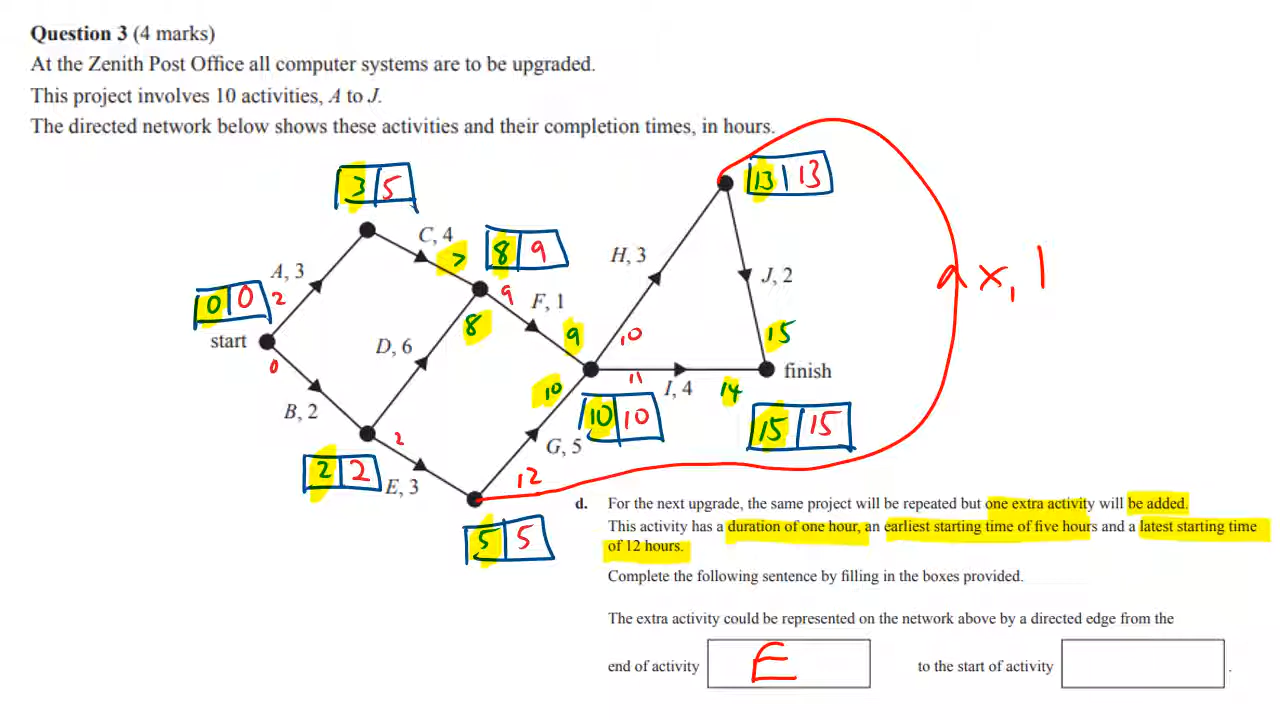 Question 3 (4 marks)
At the Zenith Post Office all computer systems are to be upgraded.
This project involves 10 activities, A to J.
The directed network below shows these activities and their completion times, in hours.
3 5
13 13
C, 4
7
8 9
H, 3
A, 3
2
0 0
9
F, 1
J, 2
x, 1
start
0
8
9
10
15
D, 6
finish
11
I, 4
14
B, 2
2
10
10 10
15 15
G, 5
2 2
E, 3
12
5 5
d. For the next upgrade, the same project will be repeated but one extra activity will be added.
This activity has a duration of one hour, an earliest starting time of five hours and a latest starting time
of 12 hours.
Complete the following sentence by filling in the boxes provided.
The extra activity could be represented on the network above by a directed edge from the
end of activity E to the start of activity .